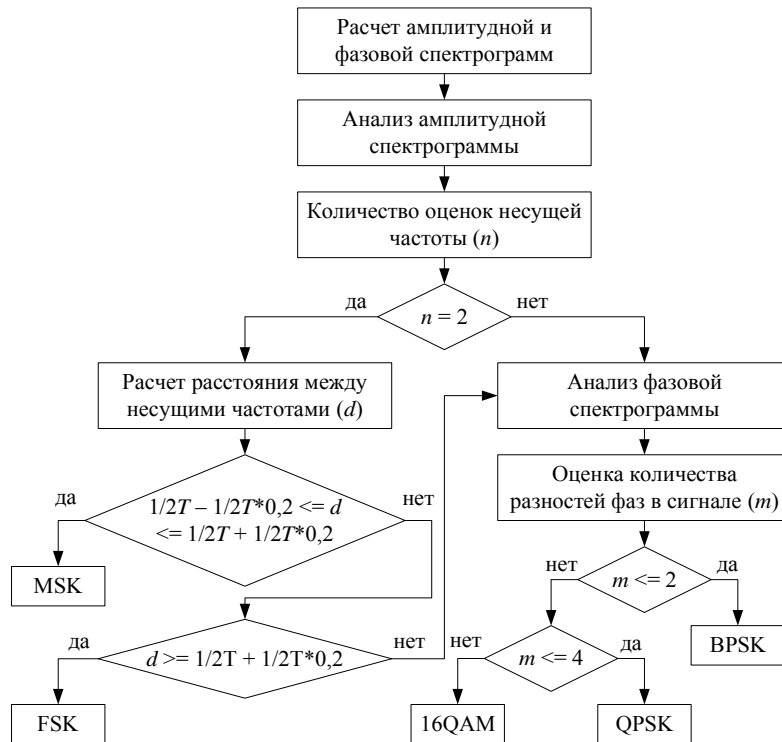 Расчет амплитудной и
фазовой спектрограмм
Анализ амплитудной
спектрограммы
Количество оценок несущей
частоты (n)
да
нет
n = 2
Расчет расстояния между
несущими частотами (d)
Анализ фазовой
спектрограммы
да
нет
1/2T – 1/2T*0,2 <= d
<= 1/2T + 1/2T*0,2
Оценка количества
разностей фаз в сигнале (m)
MSK
нет
да
m <= 2
BPSK
да
нет
d >= 1/2T + 1/2T*0,2
нет
да
m <= 4
FSK
16QAM
QPSK